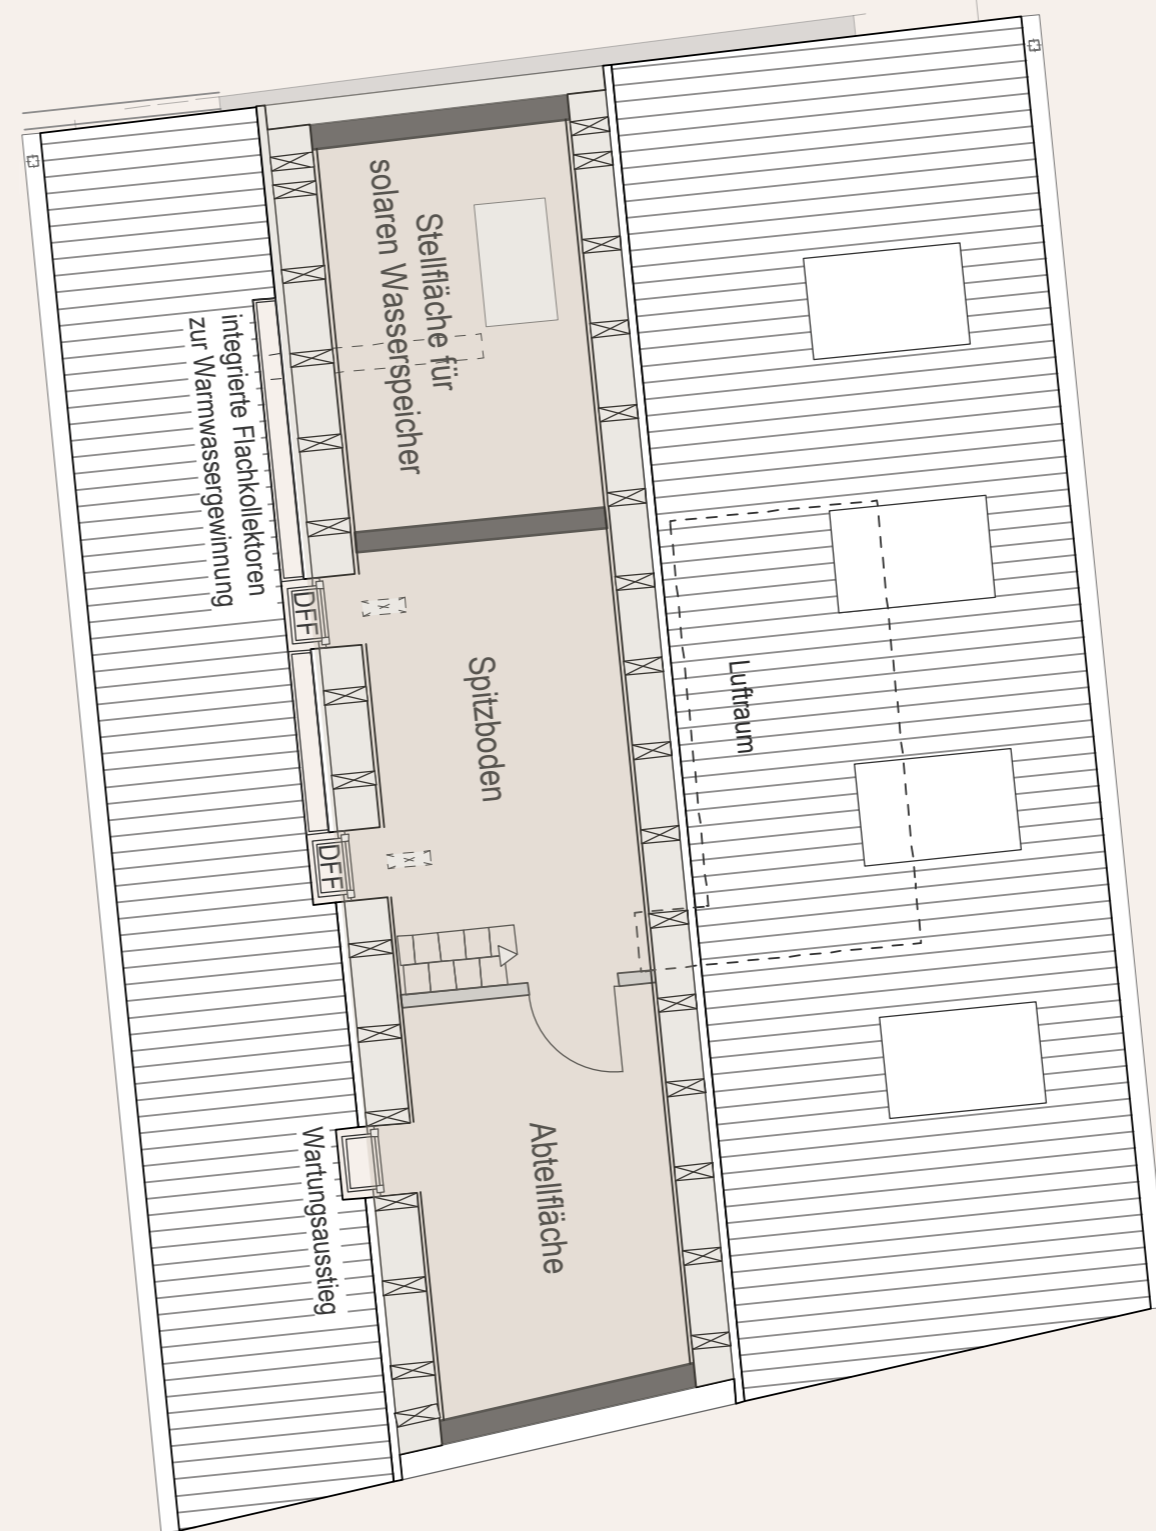 Stellfläche für
solaren Wasserspeicher
integrierte Flachkollektoren
zur Warmwassergewinnung
DFF
Spitzboden
Luftraum
DFF
Abtellfläche
Wartungsausstieg